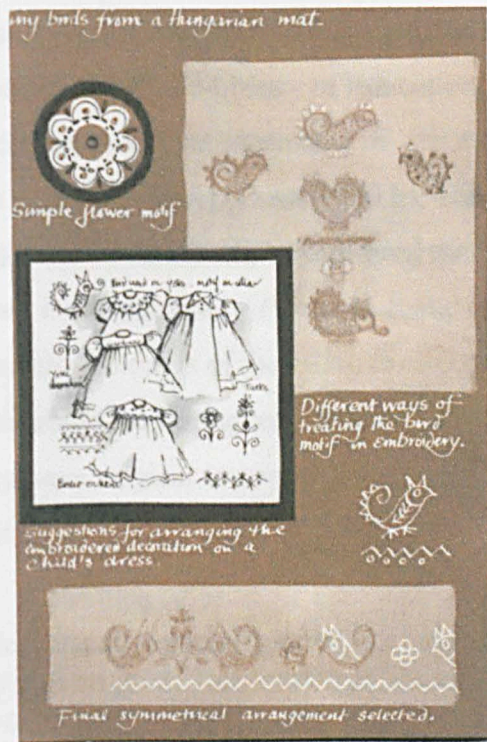 ny birds from a Hungarian mat.
Simple flower motif
Different ways of
treating the bird
motif in embroidery.
Suggestions for arranging the
embroidered decoration on a
child's dress.
Final symmetrical arrangement selected.